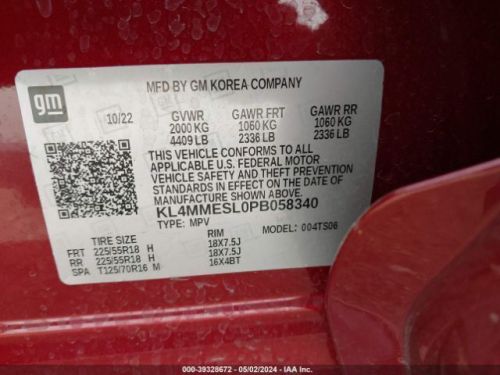 MFD BY GM KOREA COMPANY
gm
10/22 GVWR GAWR FRT GAWR RR
2000 KG 1060 KG 1060 KG
4409 LB 2336 LB 2336 LB
THIS VEHICLE CONFORMS TO ALL
APPLICABLE U.S. FEDERAL MOTOR
VEHICLE SAFETY AND THEFT PREVENTION
STANDARDS IN EFFECT ON THE DATE OF
MANUFACTURE SHOWN ABOVE.
KL4MMESL0PB058340
TYPE: MPV MODEL: 004TS06
TIRE SIZE RIM
FRT 225/55R18 H 18X7.5J
RR 225/55R18 H 18X7.5J
SPA T125/70R16 M 16X4BT
000-39328672 - 05/02/2024 - IAA Inc.